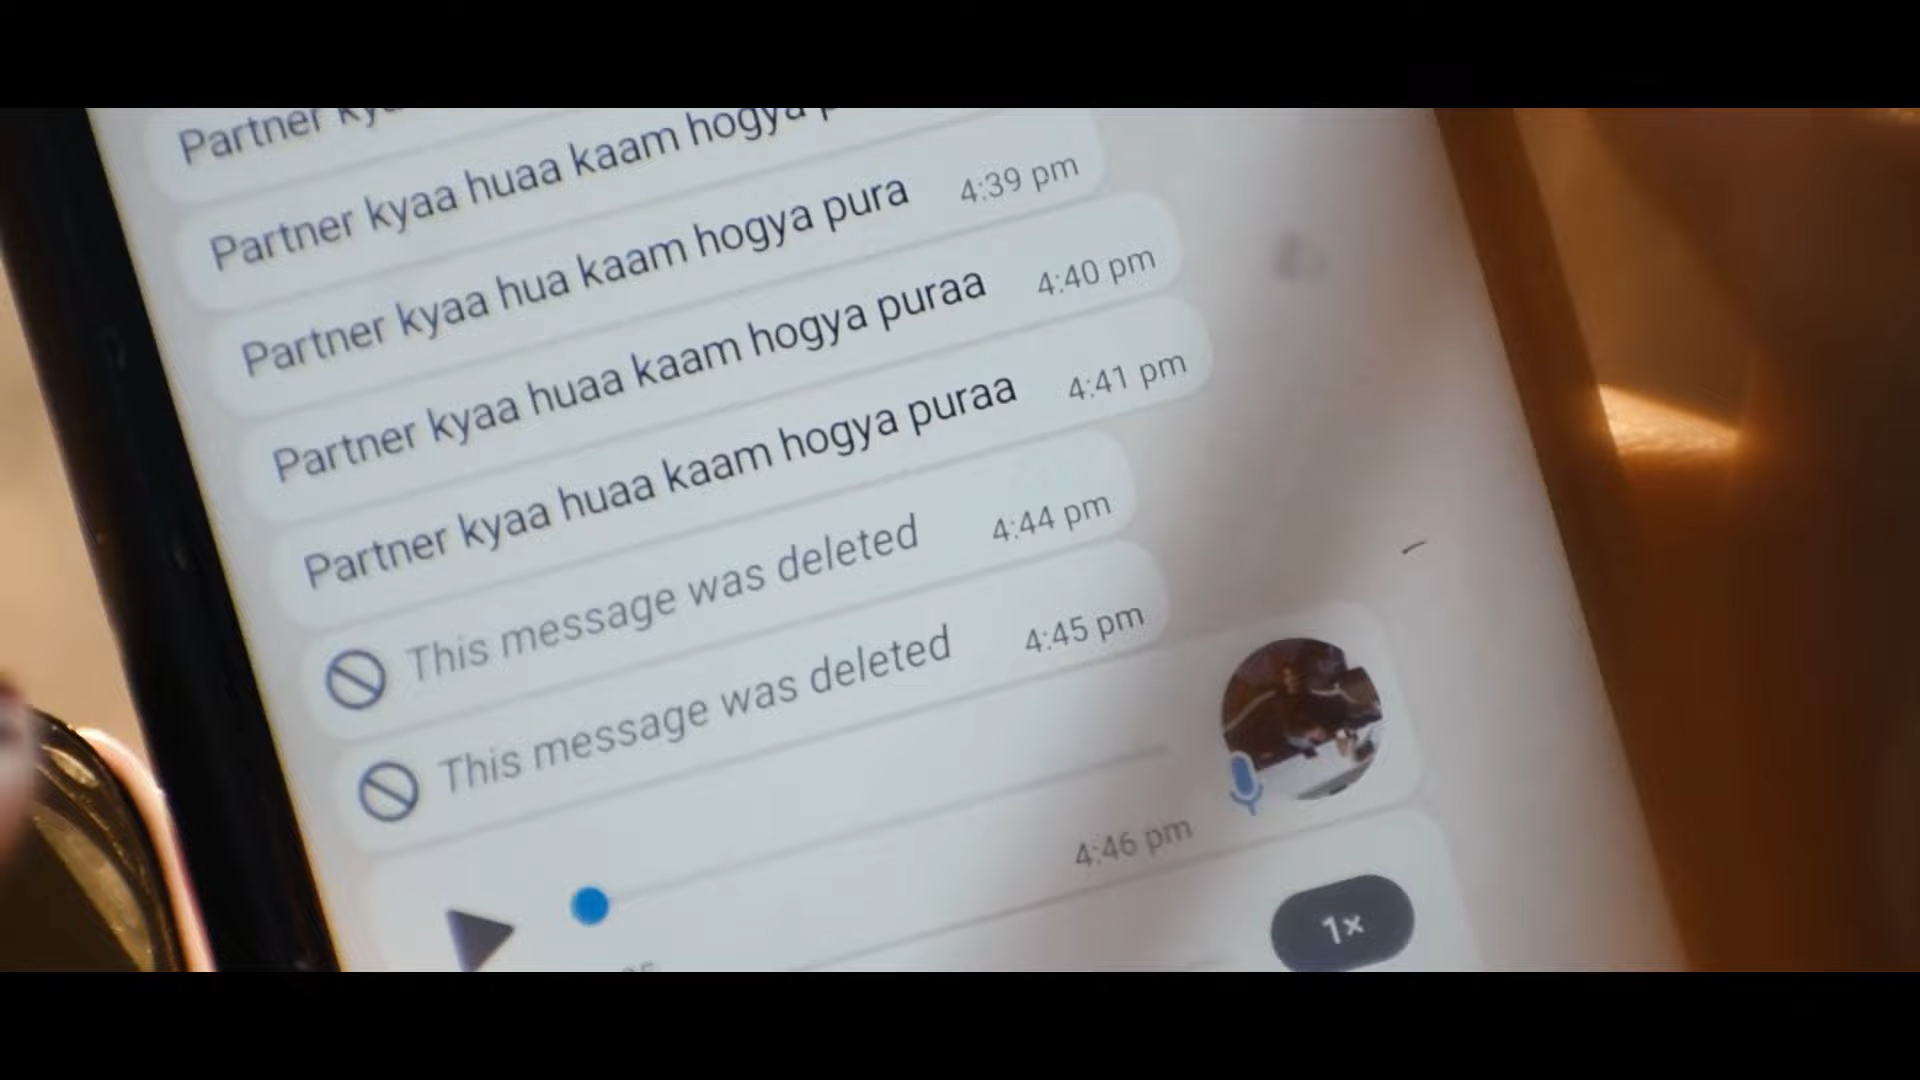 Partner
Partner kyaa huaa kaam hogya
Partner kyaa hua kaam hogya pura 4:39 pm
Partner kyaa huaa kaam hogya puraa 4:40 pm
Partner kyaa huaa kaam hogya puraa 4:41 pm
This message was deleted 4:44 pm
This message was deleted 4:45 pm
4:46 pm
1×